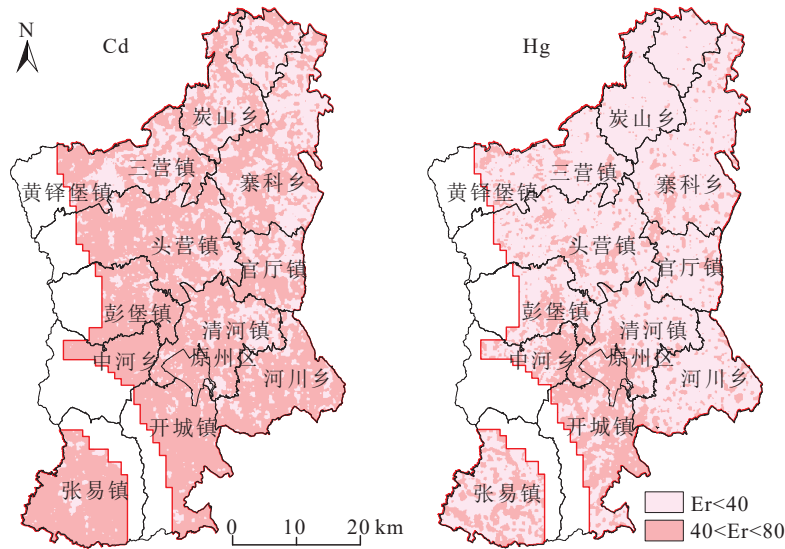 N
Cd
炭山乡
三营镇
黄铎堡镇
寨科乡
头营镇
官厅镇
彭堡镇
清河镇
中河乡
原州区
河川乡
开城镇
张易镇
0 10 20 km
Hg
炭山乡
三营镇
黄铎堡镇
寨科乡
头营镇
官厅镇
彭堡镇
清河镇
中河乡
原州区
河川乡
开城镇
张易镇
Er<40
40<Er<80